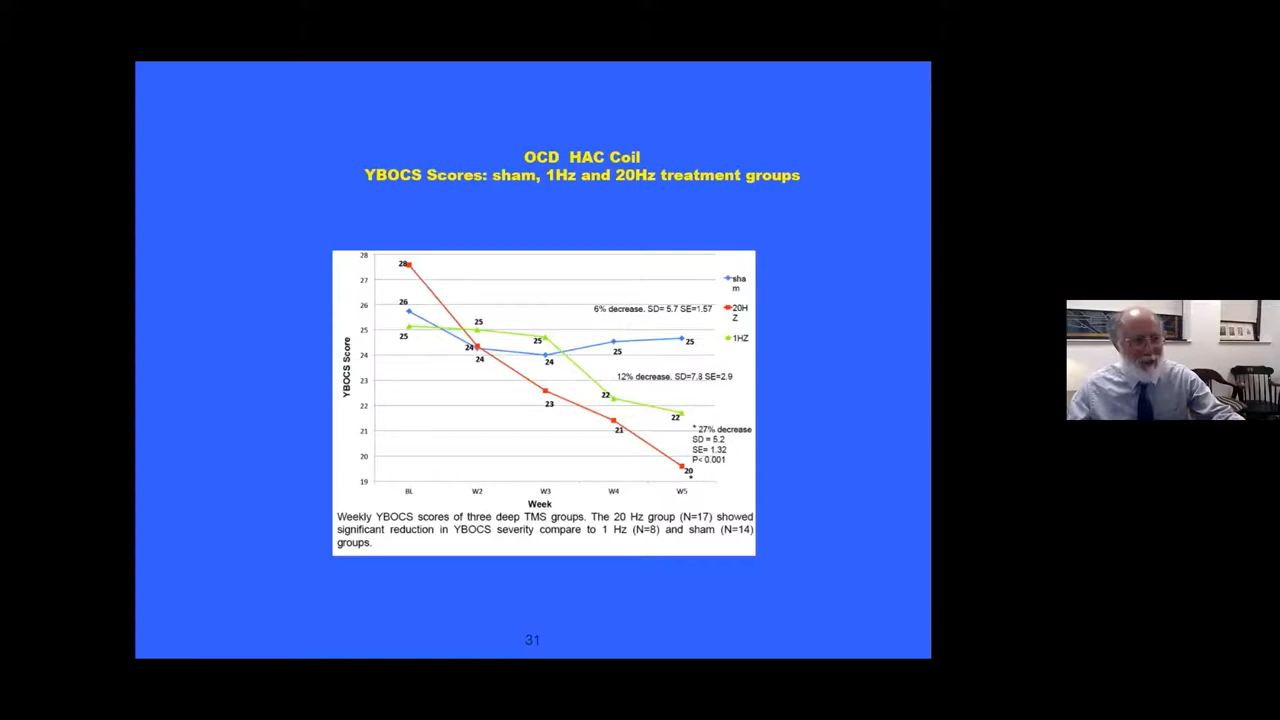 OCD HAC Coil
YBOCS Scores: sham, 1Hz and 20Hz treatment groups
28
27
26
25
24
23
22
21
20
19
YBOCS Score
28
26
25
24
24
25
24
25
23
25
22
21
25
22
20
*
6% decrease. SD= 5.7 SE=1.57
12% decrease. SD=7.8 SE=2.9
* 27% decrease
SD = 5.2
SE= 1.32
P< 0.001
sha
m
20H
Z
1HZ
BL W2 W3 W4 W5
Week
Weekly YBOCS scores of three deep TMS groups. The 20 Hz group (N=17) showed
significant reduction in YBOCS severity compare to 1 Hz (N=8) and sham (N=14)
groups.
31